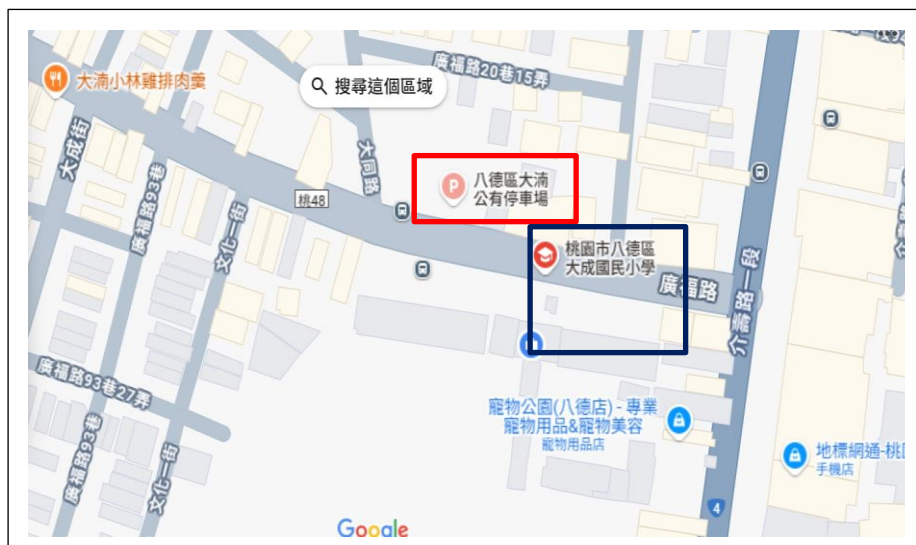 廣福路20巷15弄
大湳小林雞排肉羹
搜尋這個區域
大成街
大同路
P
八德區大湳
公有停車場
桃48
廣福路93巷
文化一街
桃園市八德區
大成國民小學
廣福路
介壽路一段
廣福路93巷27弄
寵物公園(八德店) - 專業
寵物用品&寵物美容
寵物用品店
地標網通-桃園
手機店
廣福路93巷
文化一街
4
Google